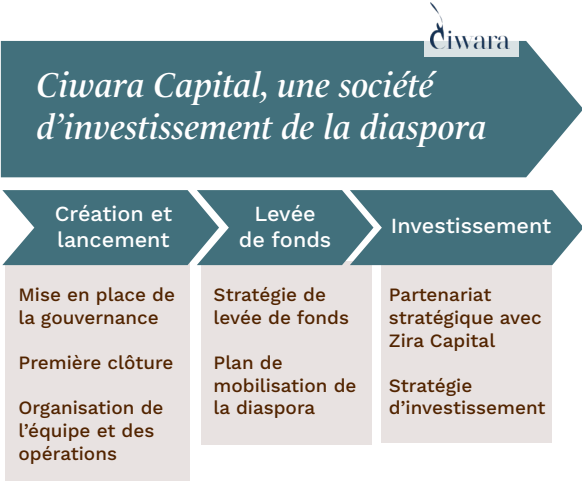 Ciwara
Ciwara Capital, une société
d’investissement de la diaspora
Création et
lancement
Levée
de fonds
Investissement
Mise en place de
la gouvernance
Première clôture
Organisation de
l’équipe et des
opérations
Stratégie de
levée de fonds
Plan de
mobilisation de
la diaspora
Partenariat
stratégique avec
Zira Capital
Stratégie
d’investissement